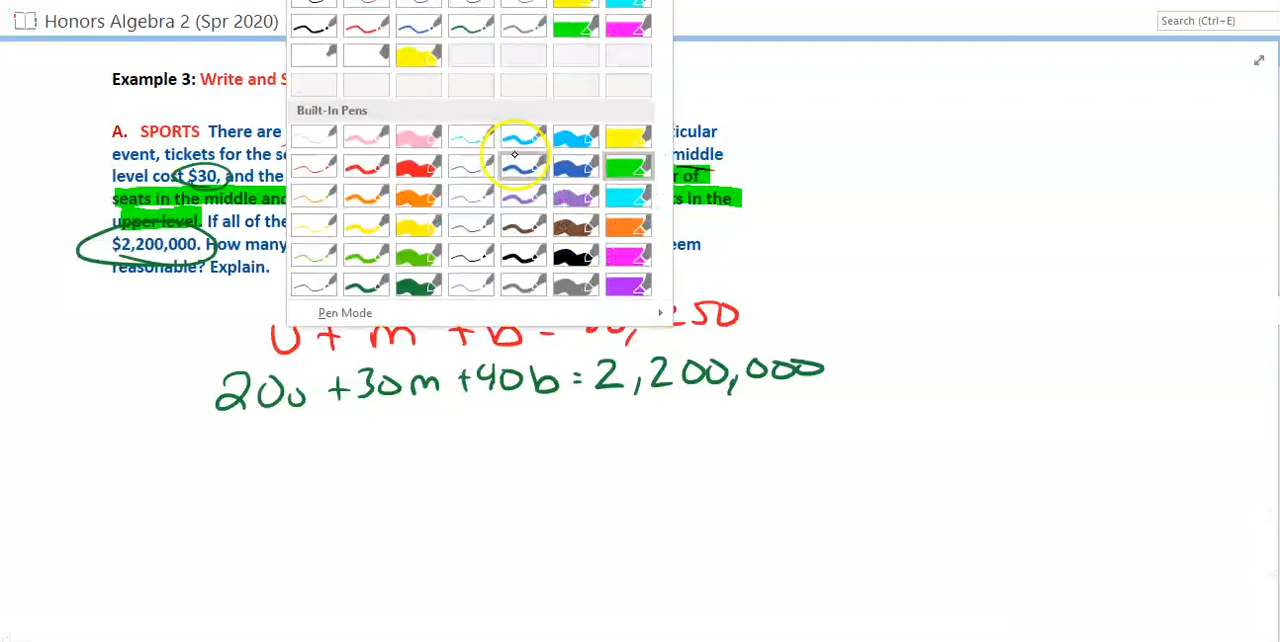 Honors Algebra 2 (Spr 2020)
Search (Ctrl+E)
Example 3: Write and S
Built-In Pens
A. SPORTS There are
ticular
event, tickets for the se
middle
level cost $30, and the
r of
seats in the middle and
ts in the
upper level. If all of the
$2,200,000. How many
eem
reasonable? Explain.
Pen Mode
U + m + b =
,250
20u + 30m + 40b = 2,200,000